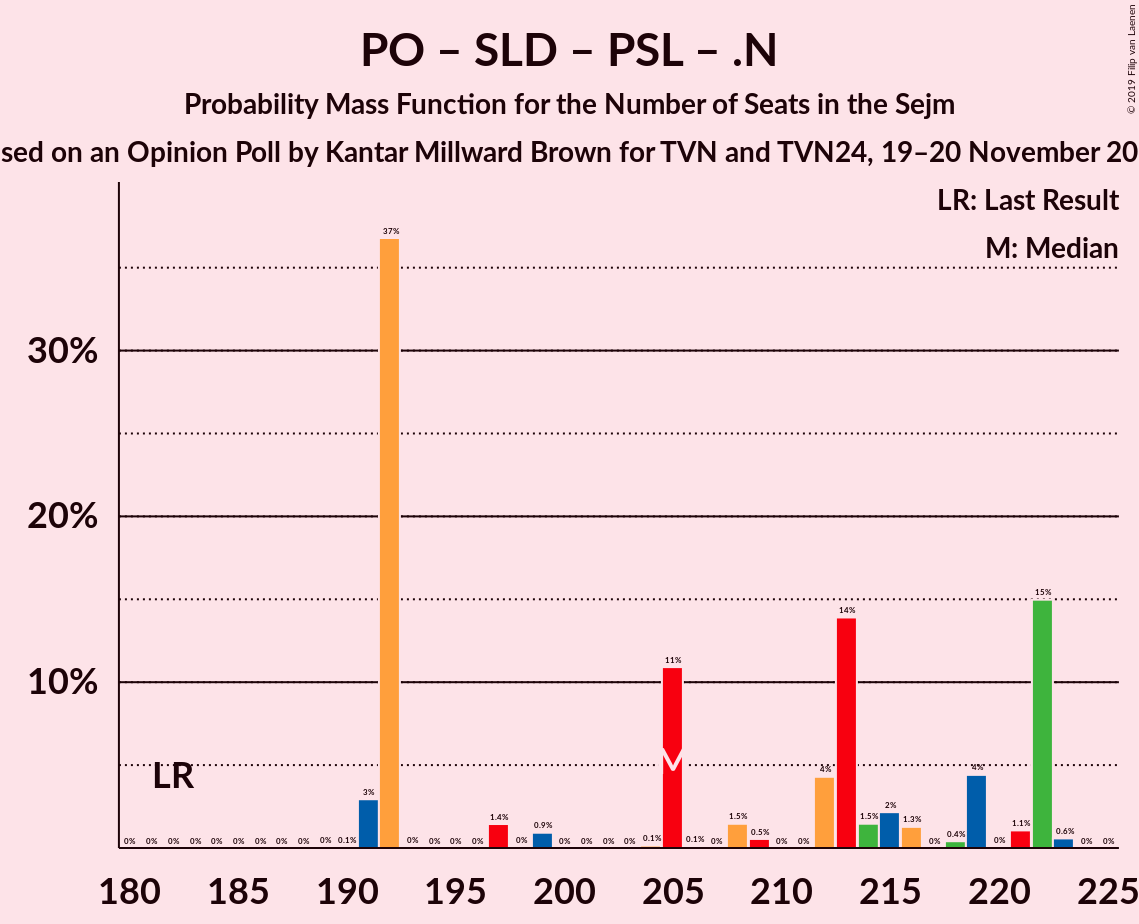 PO – SLD – PSL – .N
Probability Mass Function for the Number of Seats in the Sejm
sed on an Opinion Poll by Kantar Millward Brown for TVN and TVN24, 19–20 November 20
© 2019 Filip van Laenen
LR: Last Result
M: Median
30%
20%
10%
LR
0% 0% 0% 0% 0% 0% 0% 0% 0% 0% 0.1% 3% 37% 0% 0% 0% 0% 1.4% 0% 0.9% 0% 0% 0% 0% 0.1% 11% 0.1% 0% 1.5% 0.5% 0% 0% 4% 14% 1.5% 2% 1.3% 0% 0.4% 4% 0% 1.1% 15% 0.6% 0% 0%
180 185 190 195 200 205 210 215 220 225